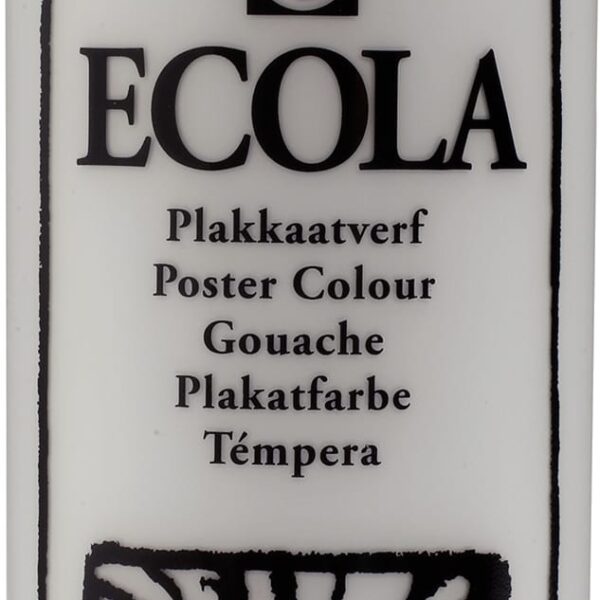 ECOLA
Plakkaatverf
Poster Colour
Gouache
Plakatfarbe
Témpera